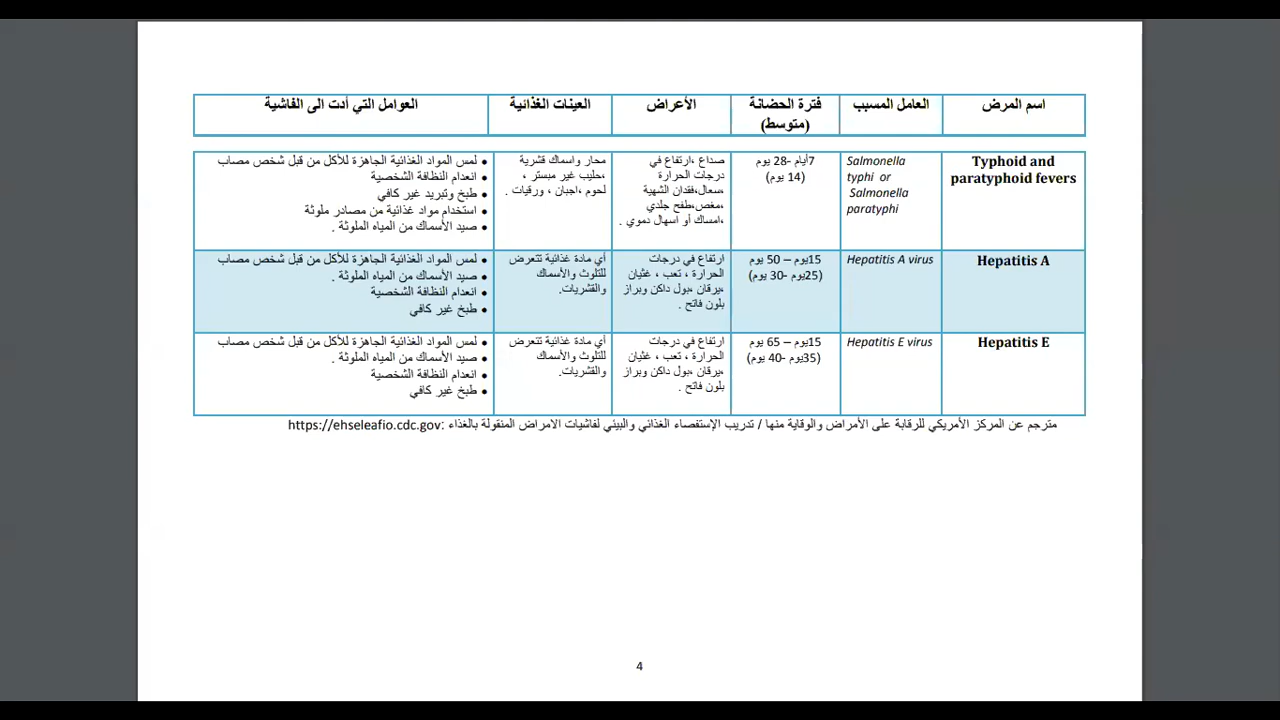 اسم المرض
العامل المسبب
فترة الحضانة
(متوسط)
الأعراض
العينات الغذائية
العوامل التي أدت الى الفاشية
Typhoid and
paratyphoid fevers
Salmonella
typhi or
Salmonella
paratyphi
7أيام -28 يوم
(14 يوم)
صداع ،ارتفاع في
درجات الحرارة
،سعال،فقدان الشهية
،مغص،طفح جلدي
،امساك أو اسهال دموي .
محار واسماك قشرية
،حليب غير مبستر ،
لحوم ،اجبان ، ورقيات .
• لمس المواد الغذائية الجاهزة للأكل من قبل شخص مصاب
• انعدام النظافة الشخصية
• طبخ وتبريد غير كافي
• استخدام مواد غذائية من مصادر ملوثة
• صيد الأسماك من المياه الملوثة .
Hepatitis A
Hepatitis A virus
15يوم – 50 يوم
(25يوم -30 يوم)
ارتفاع في درجات
الحرارة ، تعب ، غثيان
،يرقان ،بول داكن وبراز
بلون فاتح .
أي مادة غذائية تتعرض
للتلوث والأسماك
والقشريات.
• لمس المواد الغذائية الجاهزة للأكل من قبل شخص مصاب
• صيد الأسماك من المياه الملوثة .
• انعدام النظافة الشخصية
• طبخ غير كافي
Hepatitis E
Hepatitis E virus
15يوم – 65 يوم
(35يوم -40 يوم)
ارتفاع في درجات
الحرارة ، تعب ، غثيان
،يرقان ،بول داكن وبراز
بلون فاتح .
أي مادة غذائية تتعرض
للتلوث والأسماك
والقشريات.
• لمس المواد الغذائية الجاهزة للأكل من قبل شخص مصاب
• صيد الأسماك من المياه الملوثة .
• انعدام النظافة الشخصية
• طبخ غير كافي
مترجم عن المركز الأمريكي للرقابة على الأمراض والوقاية منها / تدريب الإستفصاء الغذائي والبيئي لفاشيات الامراض المنقولة بالغذاء :https://ehseleafio.cdc.gov
4